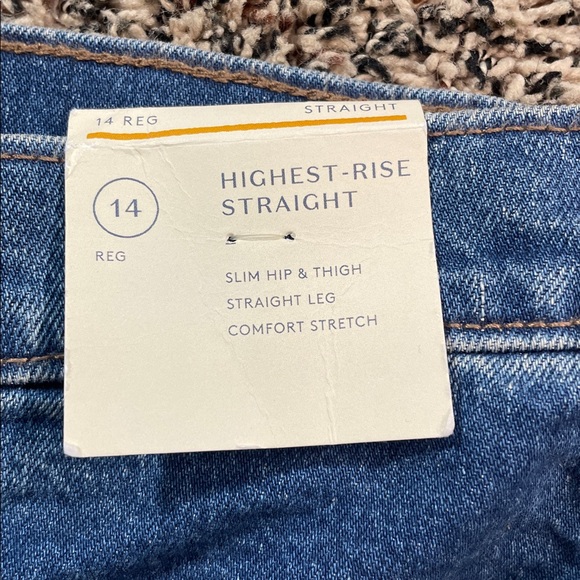 14 REG STRAIGHT
HIGHEST-RISE
STRAIGHT
14
REG
SLIM HIP & THIGH
STRAIGHT LEG
COMFORT STRETCH